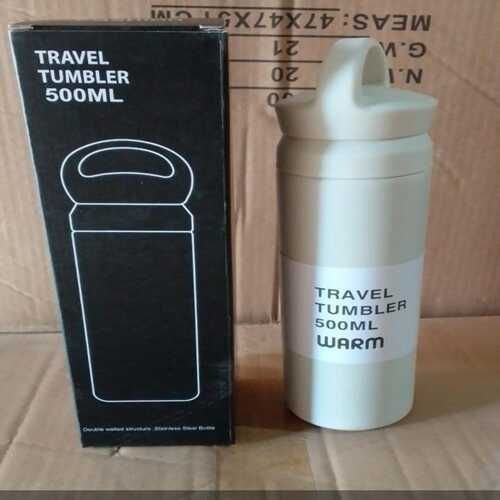 MEAS: 47X47X51 CM
G.W. 21
N.W. 20
TRAVEL
TUMBLER
500ML
Double walled structure .Stainless Steel Bottle
TRAVEL
TUMBLER
500ML
WARM